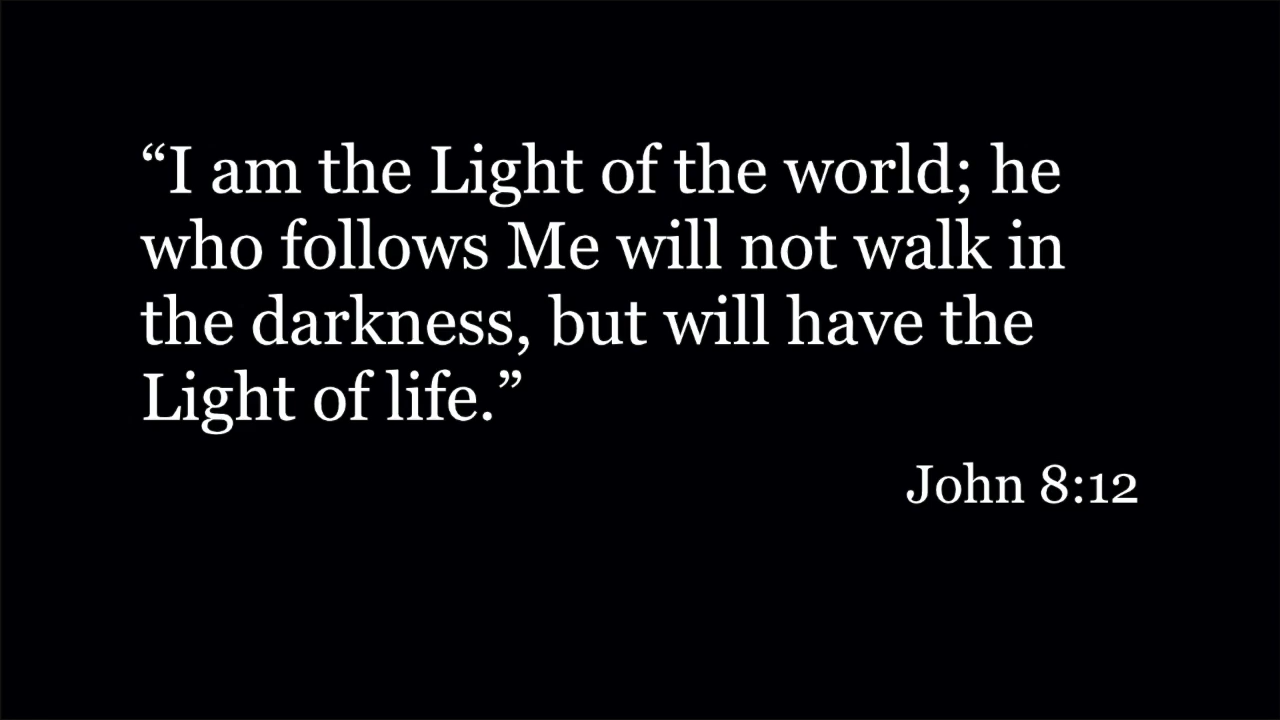 “I am the Light of the world; he
who follows Me will not walk in
the darkness, but will have the
Light of life.”
John 8:12